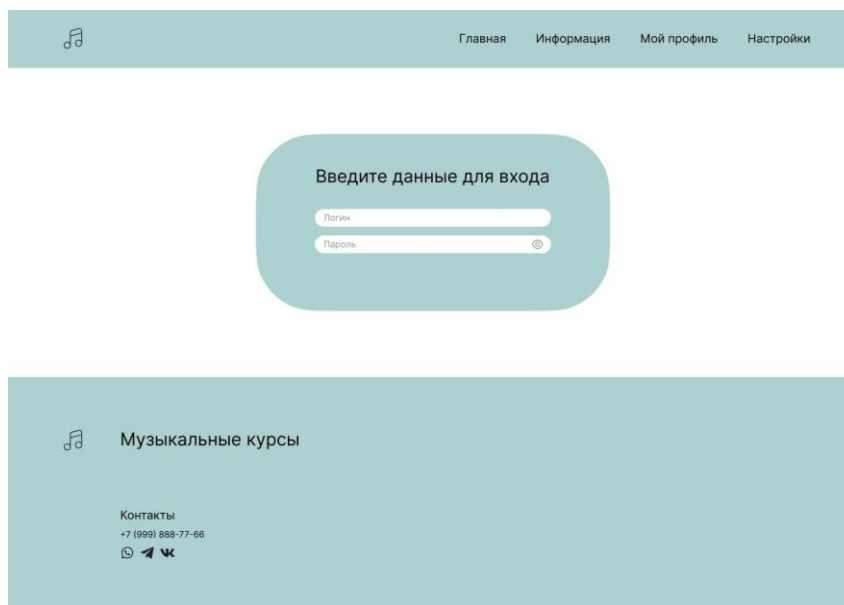 Главная Информация Мой профиль Настройки
Введите данные для входа
Логин
Пароль
Музыкальные курсы
Контакты
+7 (999) 888-77-66